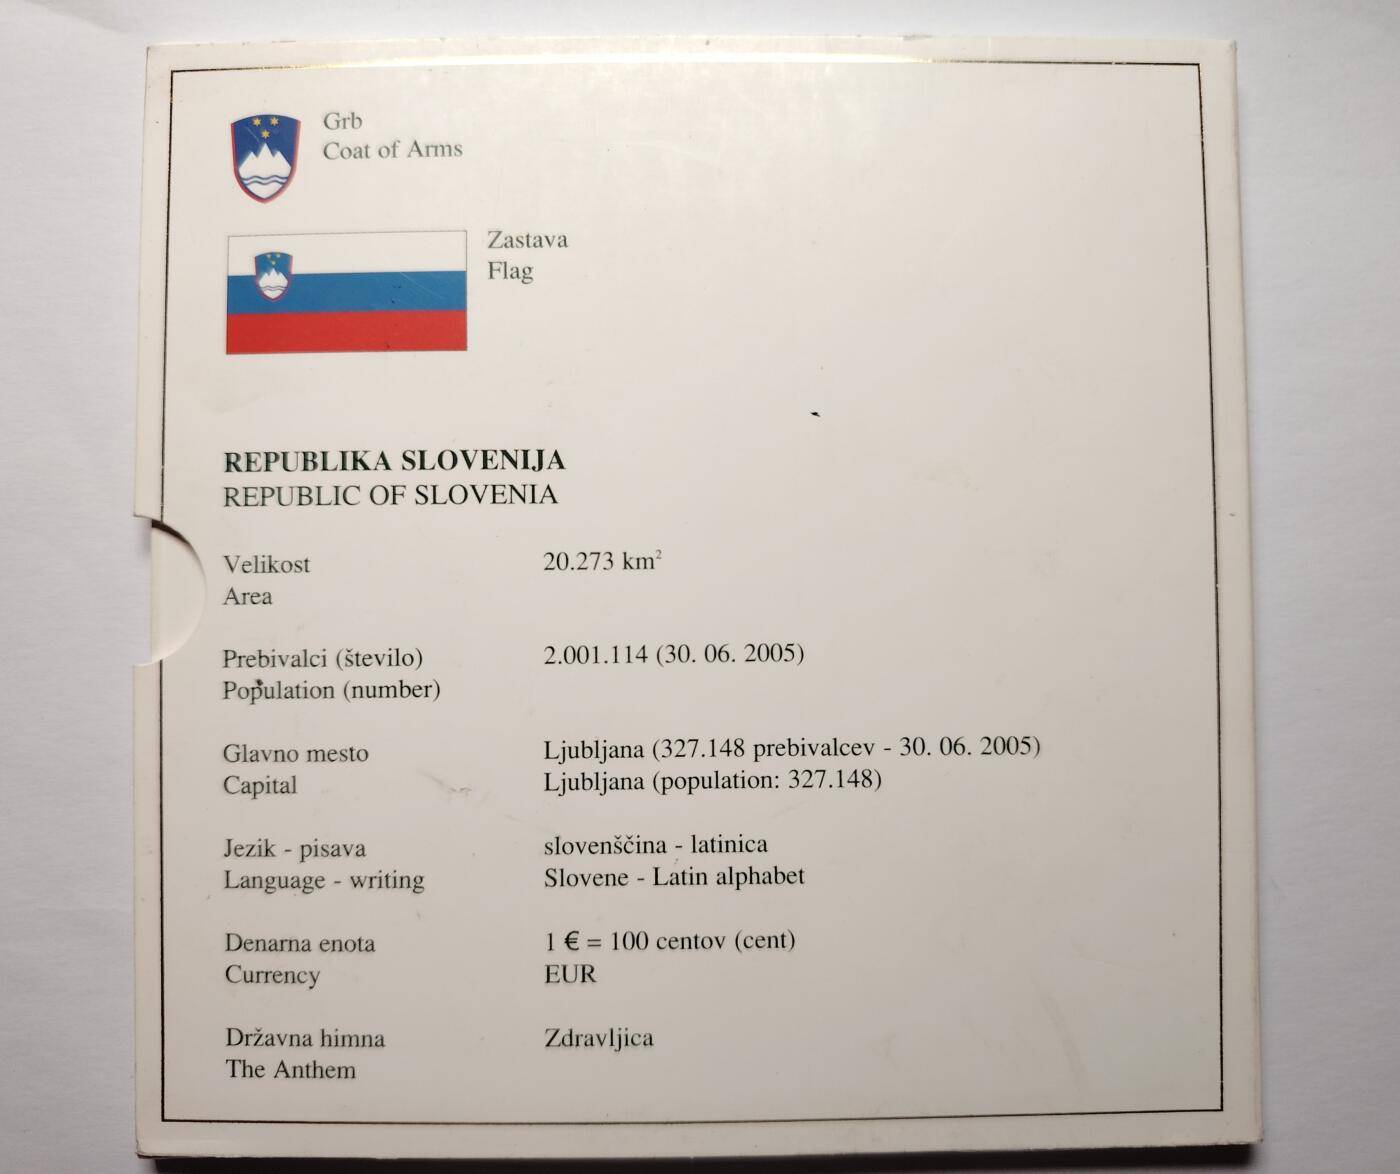 Grb
Coat of Arms
Zastava
Flag
REPUBLIKA SLOVENIJA
REPUBLIC OF SLOVENIA
Velikost 20.273 km²
Area
Prebivalci (število) 2.001.114 (30. 06. 2005)
Population (number)
Glavno mesto Ljubljana (327.148 prebivalcev - 30. 06. 2005)
Capital Ljubljana (population: 327.148)
Jezik - pisava slovenščina - latinica
Language - writing Slovene - Latin alphabet
Denarna enota 1 € = 100 centov (cent)
Currency EUR
Državna himna Zdravljica
The Anthem